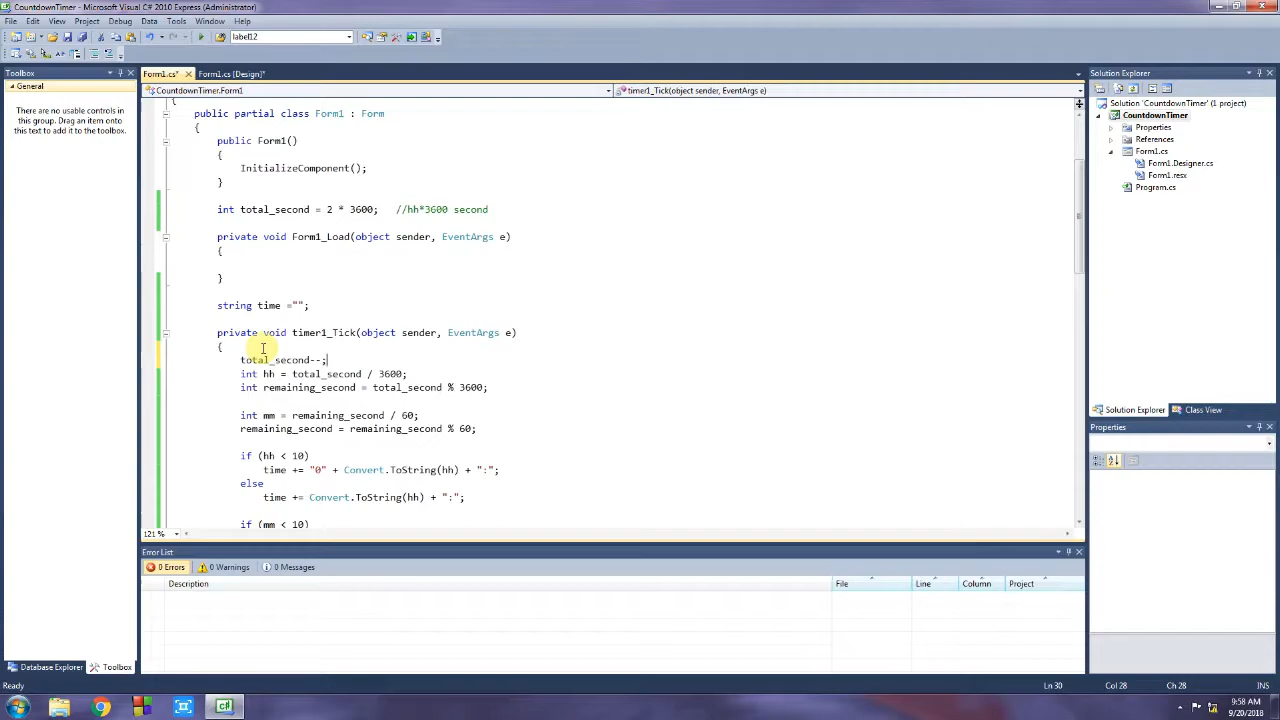 CountdownTimer - Microsoft Visual C# 2010 Express (Administrator)
File Edit View Project Debug Data Tools Window Help
label12
Toolbox
General
There are no usable controls in
this group. Drag an item onto
this text to add it to the toolbox.
Database Explorer Toolbox
Form1.cs* Form1.cs [Design]*
CountdownTimer.Form1 timer1_Tick(object sender, EventArgs e)
{
public partial class Form1 : Form
{
public Form1()
{
InitializeComponent();
}
int total_second = 2 * 3600; //hh*3600 second
private void Form1_Load(object sender, EventArgs e)
{
}
string time ="";
private void timer1_Tick(object sender, EventArgs e)
{
total_second--;
int hh = total_second / 3600;
int remaining_second = total_second % 3600;
int mm = remaining_second / 60;
remaining_second = remaining_second % 60;
if (hh < 10)
time += "0" + Convert.ToString(hh) + ":";
else
time += Convert.ToString(hh) + ":";
if (mm < 10)
121 %
Error List
0 Errors 0 Warnings 0 Messages
Description File Line Column Project
Solution Explorer
Solution 'CountdownTimer' (1 project)
CountdownTimer
Properties
References
Form1.cs
Form1.Designer.cs
Form1.resx
Program.cs
Solution Explorer Class View
Properties
Ready Ln 30 Col 28 Ch 28 INS
9:58 AM
9/20/2018